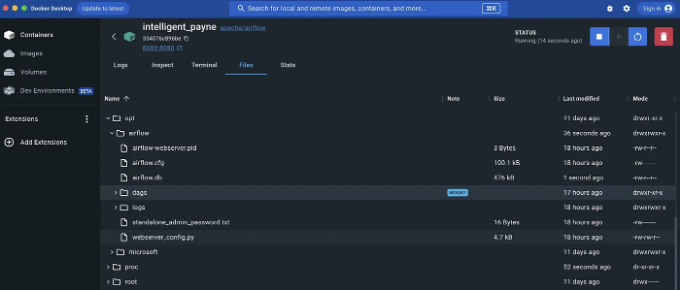 Docker Desktop Update to latest Search for local and remote images, containers, and more... ⌘K Sign in
Containers
Images
Volumes
Dev Environments BETA
Extensions
Add Extensions
intelligent_payne apache/airflow
8080:8080
STATUS
Running (14 seconds ago)
Logs Inspect Terminal Files Stats
Name Note Size Last modified Mode
opt 11 days ago drwxr-xr-x
airflow 36 seconds ago drwxrwxr-x
airflow-webserver.pid 3 Bytes 18 hours ago -rw-r--r--
airflow.cfg 100.1 kB 18 hours ago -rw-------
airflow.db 476 kB 1 second ago -rw-r--r--
dags MOUNT 17 hours ago drwxr-xr-x
logs 18 hours ago drwxrwxr-x
standalone_admin_password.txt 16 Bytes 18 hours ago -rw-------
webserver_config.py 4.7 kB 18 hours ago -rw-rw-r--
microsoft 11 days ago drwxrwxr-x
proc 52 seconds ago dr-xr-xr-x
root 11 days ago drwx------